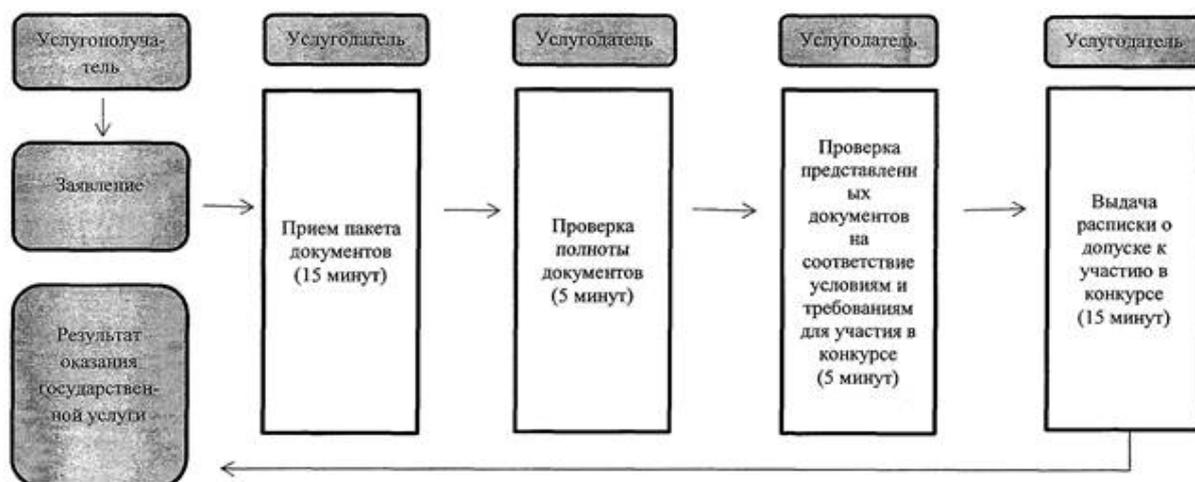 Услугополуча-
тель
Заявление
Результат
оказания
государствен-
ной услуги
Услугодатель
Прием пакета
документов
(15 минут)
Услугодатель
Проверка
полноты
документов
(5 минут)
Услугодатель
Проверка
представленн
ых
документов
на
соответствие
условиям и
требованиям
для участия в
конкурсе
(5 минут)
Услугодатель
Выдача
расписки о
допуске к
участию в
конкурсе
(15 минут)